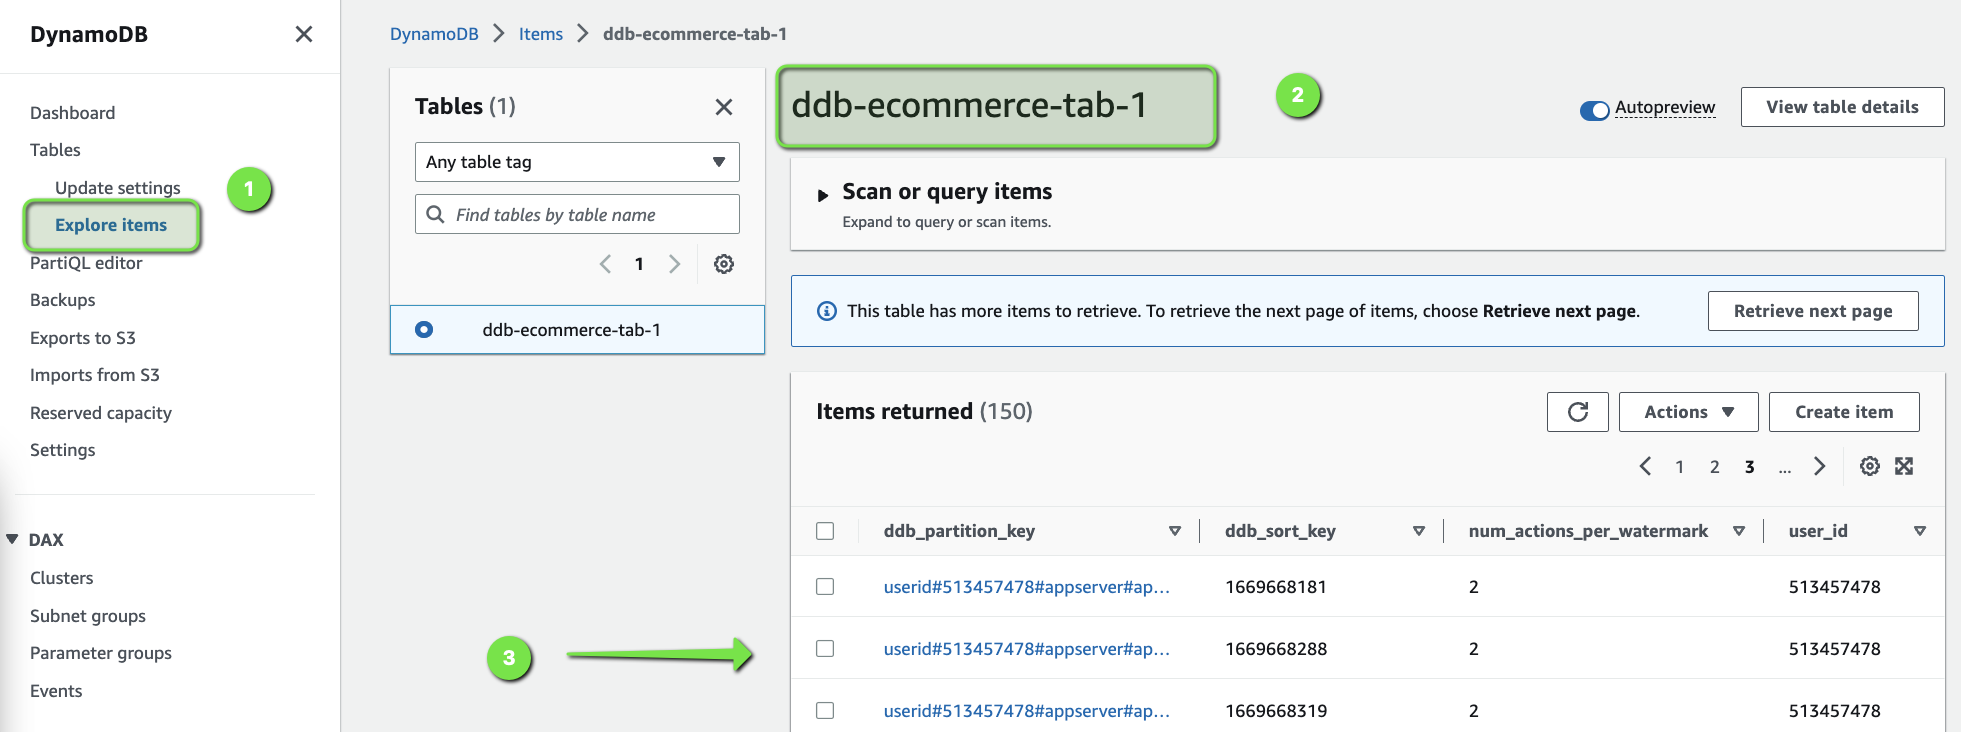 DynamoDB
Dashboard
Tables
Update settings
1
Explore items
PartiQL editor
Backups
Exports to S3
Imports from S3
Reserved capacity
Settings
DAX
Clusters
Subnet groups
Parameter groups
Events
DynamoDB > Items > ddb-ecommerce-tab-1
Tables (1)
Any table tag
Find tables by table name
1
ddb-ecommerce-tab-1
ddb-ecommerce-tab-1
2
Autopreview
View table details
Scan or query items
Expand to query or scan items.
This table has more items to retrieve. To retrieve the next page of items, choose Retrieve next page.
Retrieve next page
Items returned (150)
Actions
Create item
1 2 3 ...
ddb_partition_key ddb_sort_key num_actions_per_watermark user_id
userid#513457478#appserver#ap... 1669668181 2 513457478
3
userid#513457478#appserver#ap... 1669668288 2 513457478
userid#513457478#appserver#ap... 1669668319 2 513457478